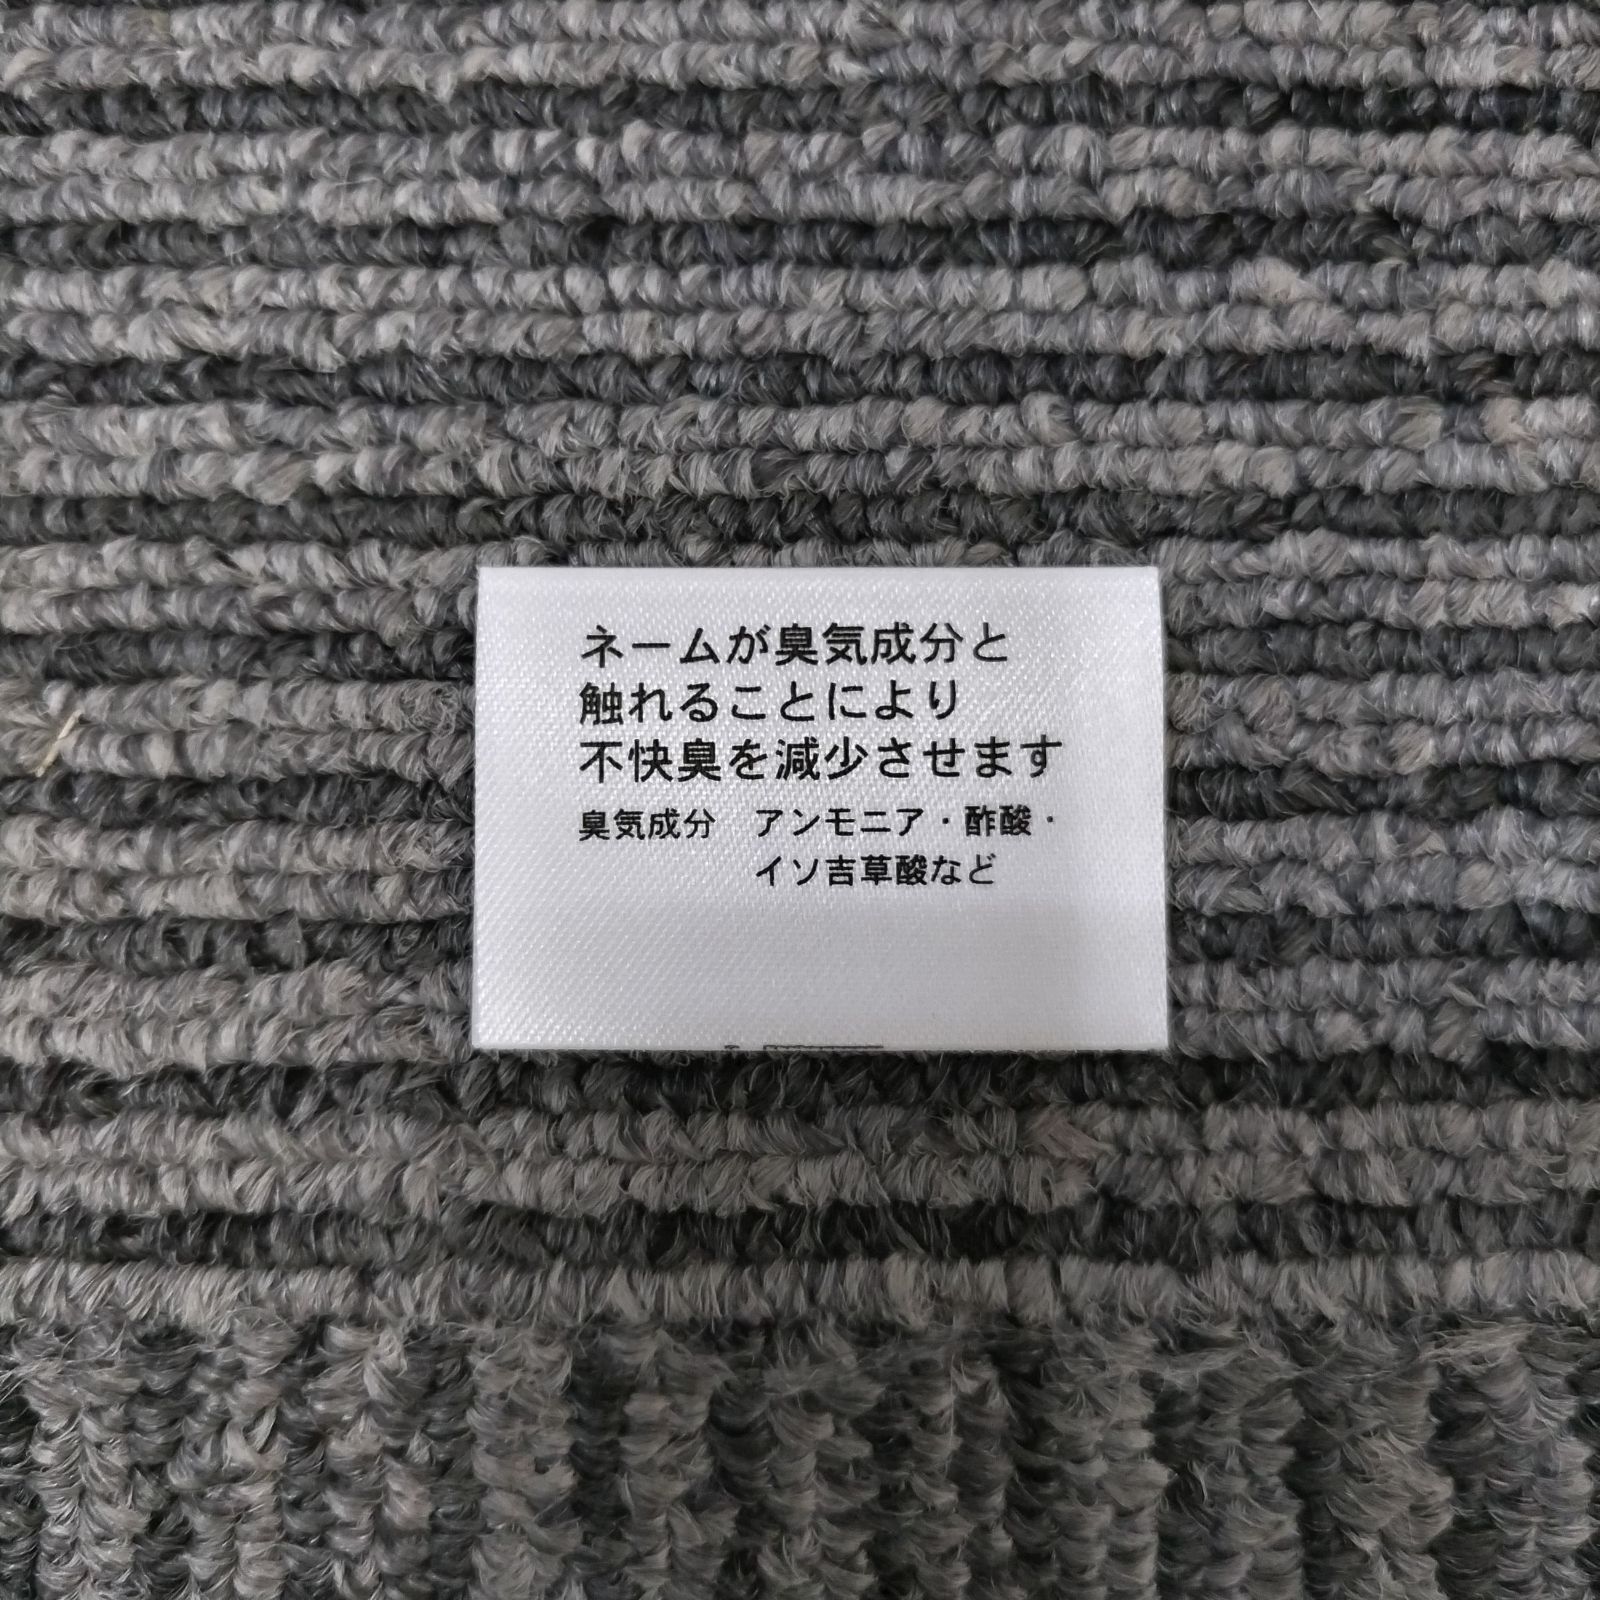 ネームが臭気成分と
触れることにより
不快臭を減少させます
臭気成分　アンモニア・酢酸・
イソ吉草酸など